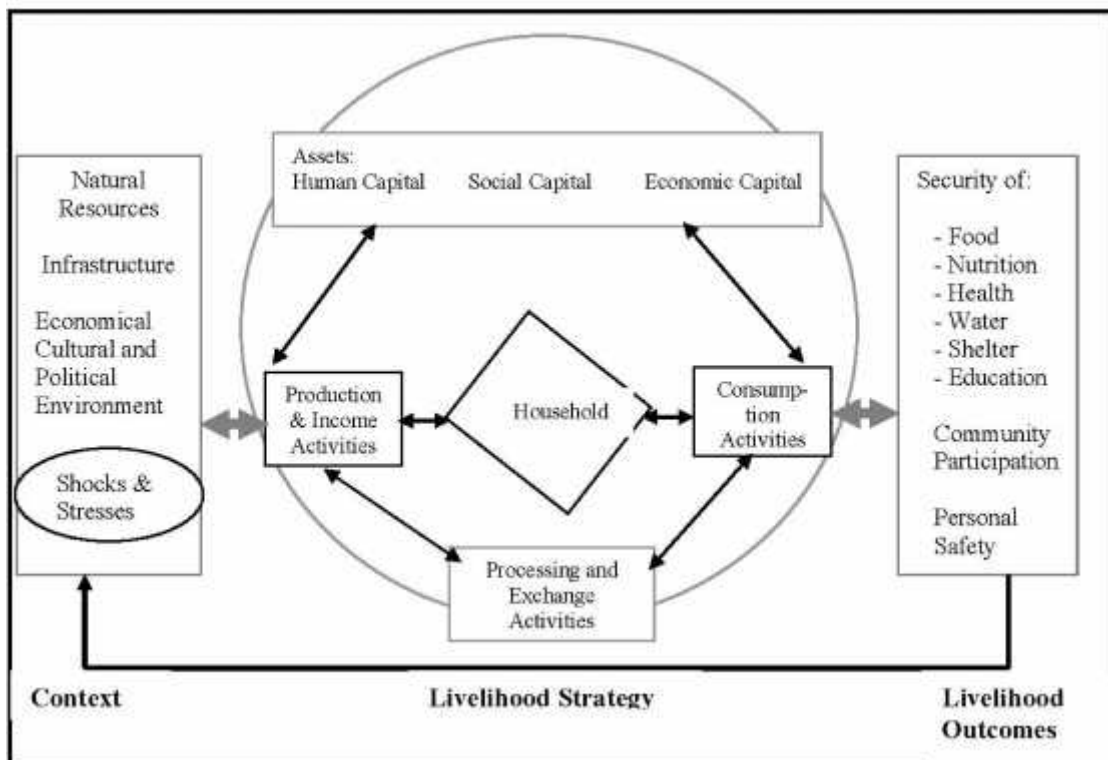 Assets:
Human Capital Social Capital Economic Capital
Natural
Resources
Infrastructure
Economical
Cultural and
Political
Environment
Shocks &
Stresses
Production
& Income
Activities
Household
Consump-
tion
Activities
Processing and
Exchange
Activities
Security of:
- Food
- Nutrition
- Health
- Water
- Shelter
- Education
Community
Participation
Personal
Safety
Context
Livelihood Strategy
Livelihood
Outcomes